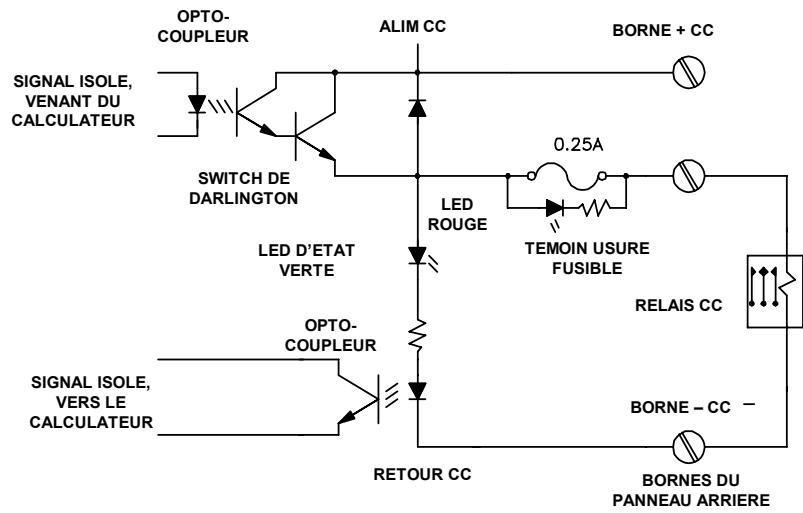 OPTO-
COUPLEUR
ALIM CC
BORNE + CC
SIGNAL ISOLE,
VENANT DU
CALCULATEUR
0.25A
SWITCH DE
DARLINGTON
LED
ROUGE
TEMOIN USURE
FUSIBLE
LED D'ETAT
VERTE
RELAIS CC
OPTO-
COUPLEUR
SIGNAL ISOLE,
VERS LE
CALCULATEUR
BORNE – CC –
RETOUR CC
BORNES DU
PANNEAU ARRIERE